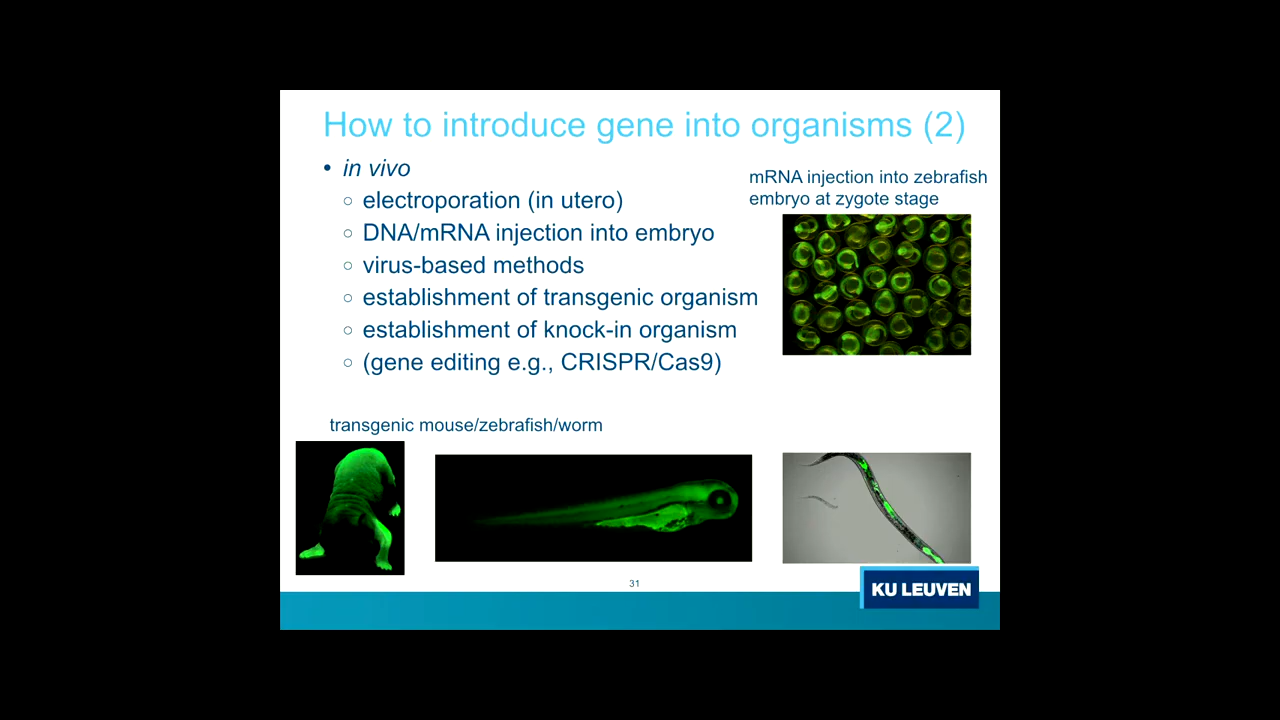 How to introduce gene into organisms (2)
• in vivo
○ electroporation (in utero)
○ DNA/mRNA injection into embryo
○ virus-based methods
○ establishment of transgenic organism
○ establishment of knock-in organism
○ (gene editing e.g., CRISPR/Cas9)
mRNA injection into zebrafish
embryo at zygote stage
transgenic mouse/zebrafish/worm
31
KU LEUVEN